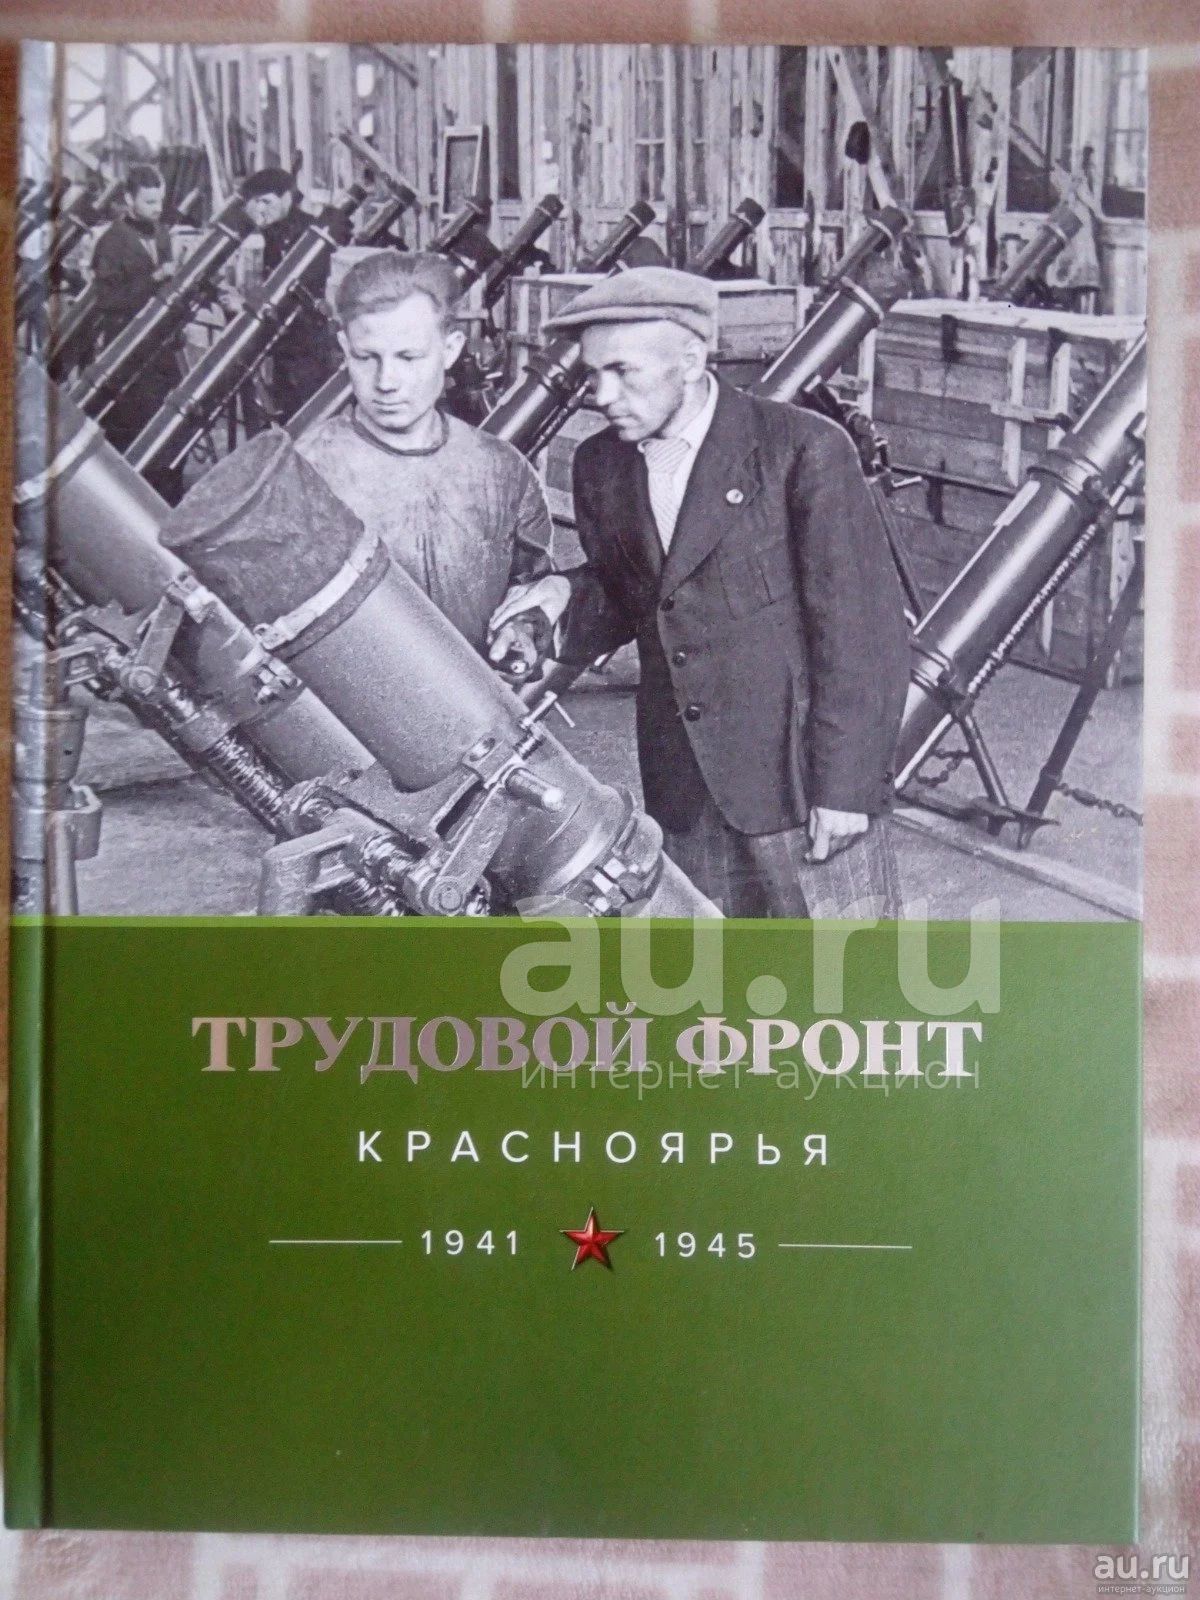 au.ru
ТРУДОВОЙ ФРОНТ
интернет-аукцион
КРАСНОЯРЬЯ
1941 1945
au.ru
интернет-аукцион